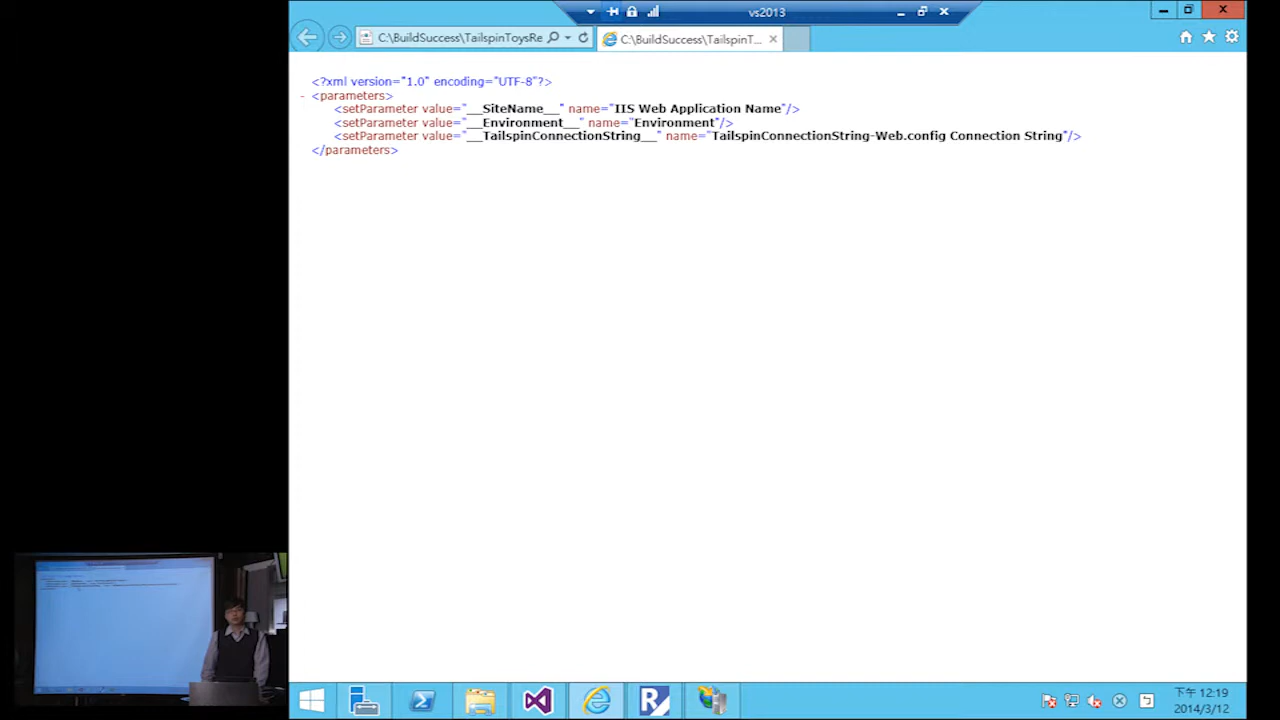 vs2013
C:\BuildSuccess\TailspinToysRe
C:\BuildSuccess\TailspinT...
<?xml version="1.0" encoding="UTF-8"?>
- <parameters>
<setParameter value="__SiteName__" name="IIS Web Application Name"/>
<setParameter value="__Environment__" name="Environment"/>
<setParameter value="__TailspinConnectionString__" name="TailspinConnectionString-Web.config Connection String"/>
</parameters>
下午 12:19
2014/3/12